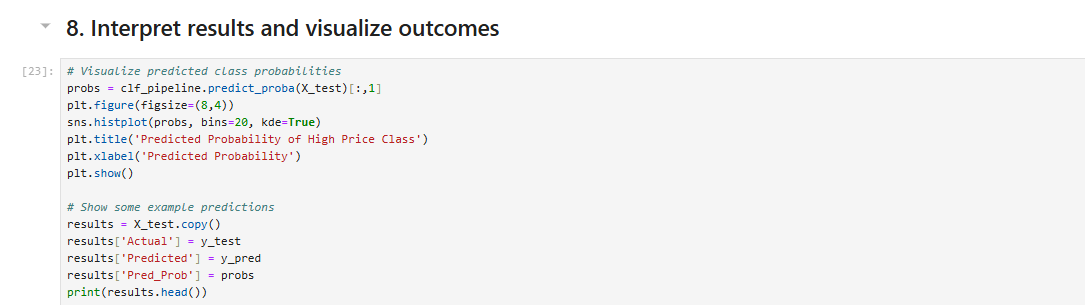 8. Interpret results and visualize outcomes
[23]:
# Visualize predicted class probabilities
probs = clf_pipeline.predict_proba(X_test)[:,1]
plt.figure(figsize=(8,4))
sns.histplot(probs, bins=20, kde=True)
plt.title('Predicted Probability of High Price Class')
plt.xlabel('Predicted Probability')
plt.show()

# Show some example predictions
results = X_test.copy()
results['Actual'] = y_test
results['Predicted'] = y_pred
results['Pred_Prob'] = probs
print(results.head())